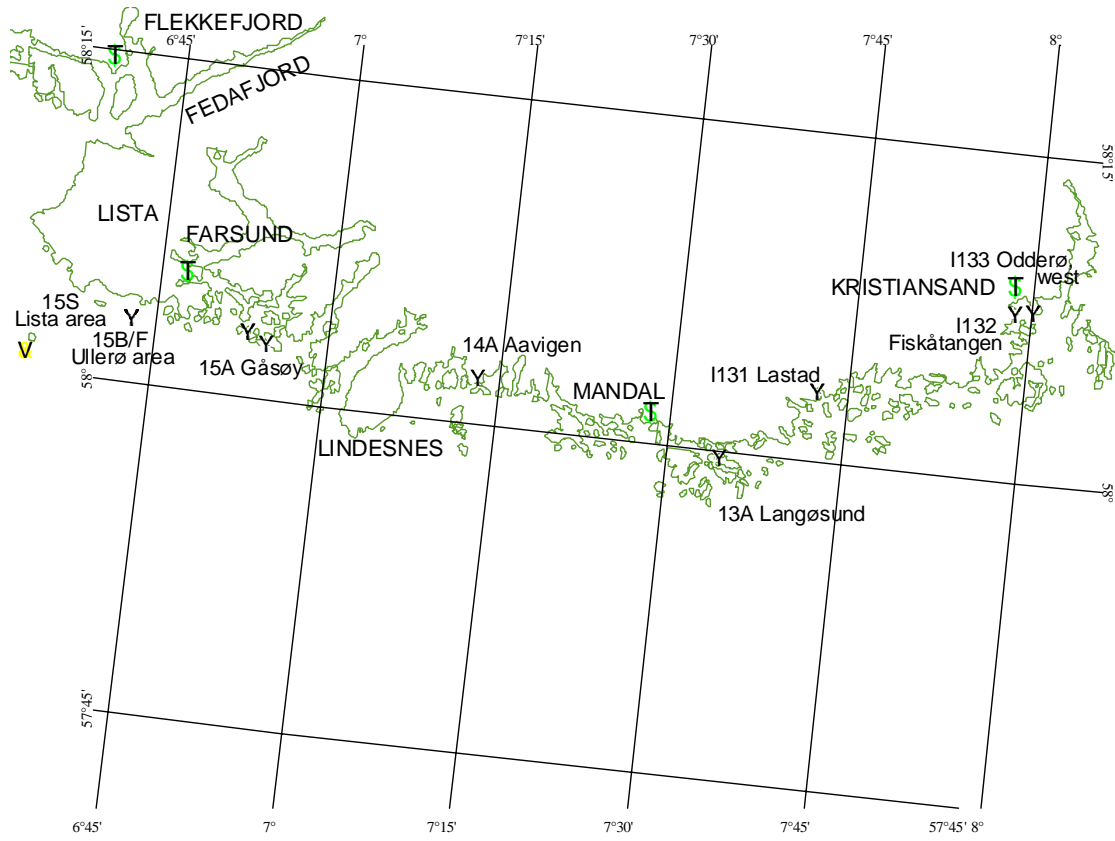 FLEKKEFJORD
58°15'
6°45'
7°
7°15'
7°30'
7°45'
8°
T
S
FEDAFJORD
58°15'
LISTA
FARSUND
T
S
I133 Odderø,
west
KRISTIANSAND
T
S
15S
Lista area
Y
15B/F
Ullerø area
V
Y
Y
15A Gåsøy
Y
Y
I132
Fiskåtangen
14A Aavigen
Y
I131 Lastad
Y
58°
MANDAL
T
S
LINDESNES
Y
58°
13A Langøsund
57°45'
6°45'
7°
7°15'
7°30'
7°45'
57°45'
8°